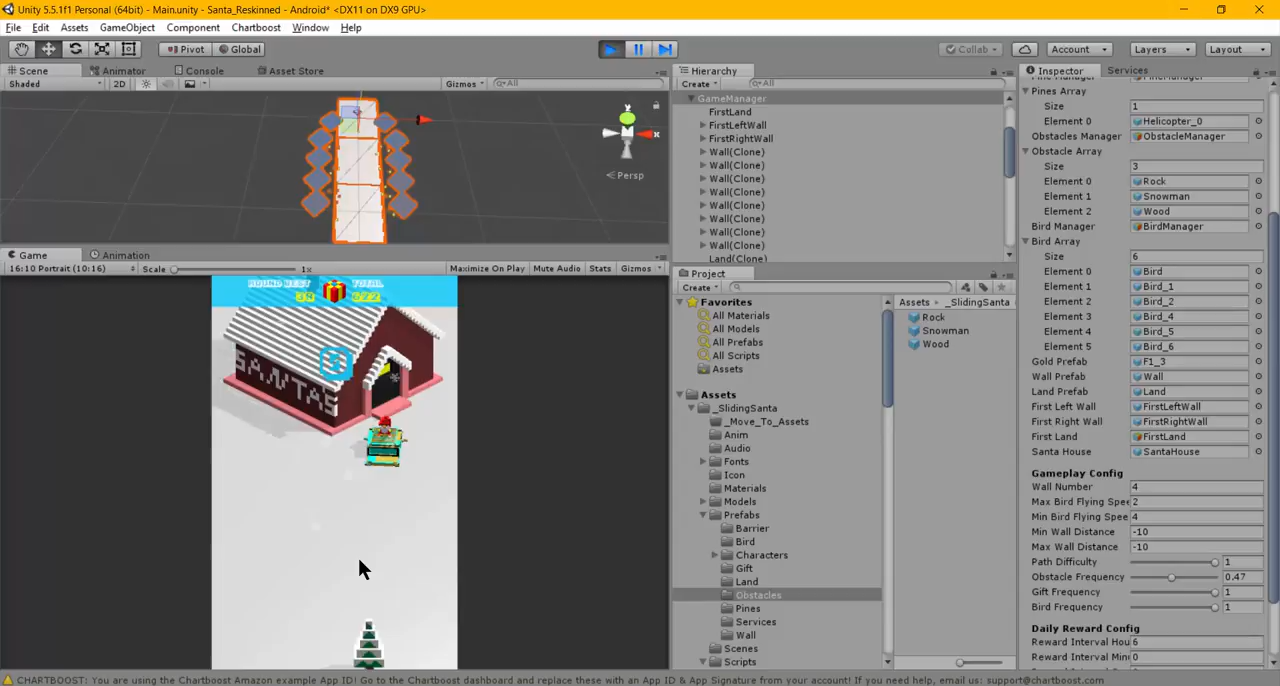 Unity 5.5.1f1 Personal (64bit) - Main.unity - Santa_Reskinned - Android* <DX11 on DX9 GPU>
File Edit Assets GameObject Component Chartboost Window Help
Pivot Global Collab Account Layers Layout
Scene Animator Console Asset Store
Shaded 2D Gizmos All
Persp
Game Animation
16:10 Portrait (10:16) Scale 1x Maximize On Play Mute Audio Stats Gizmos
ROUND BEST TOTAL
SANTAS
Hierarchy
Create All
GameManager
FirstLand
FirstLeftWall
FirstRightWall
Wall(Clone)
Wall(Clone)
Wall(Clone)
Wall(Clone)
Wall(Clone)
Wall(Clone)
Wall(Clone)
Wall(Clone)
Land(Clone)
Project
Create
Favorites
All Materials
All Models
All Prefabs
All Scripts
Assets
Assets
_SlidingSanta
_Move_To_Assets
Anim
Audio
Fonts
Icon
Materials
Models
Prefabs
Barrier
Bird
Characters
Gift
Land
Obstacles
Pines
Services
Wall
Scenes
Scripts
Assets _SlidingSanta
Rock
Snowman
Wood
Inspector Services
Pines Array
Size 1
Element 0 Helicopter_0
Obstacles Manager ObstacleManager
Obstacle Array
Size 3
Element 0 Rock
Element 1 Snowman
Element 2 Wood
Bird Manager BirdManager
Bird Array
Size 6
Element 0 Bird
Element 1 Bird_1
Element 2 Bird_2
Element 3 Bird_4
Element 4 Bird_5
Element 5 Bird_6
Gold Prefab F1_3
Wall Prefab Wall
Land Prefab Land
First Left Wall FirstLeftWall
First Right Wall FirstRightWall
First Land FirstLand
Santa House SantaHouse
Gameplay Config
Wall Number 4
Max Bird Flying Spee 2
Min Bird Flying Spee 4
Min Wall Distance -10
Max Wall Distance -10
Path Difficulty 1
Obstacle Frequency 0.47
Gift Frequency 1
Bird Frequency 1
Daily Reward Config
Reward Interval Hou 6
Reward Interval Min 0
CHARTBOOST: You are using the Chartboost Amazon example App ID! Go to the Chartboost dashboard and replace these with an App ID & App Signature from your account! If you need help, email us: support@chartboost.com